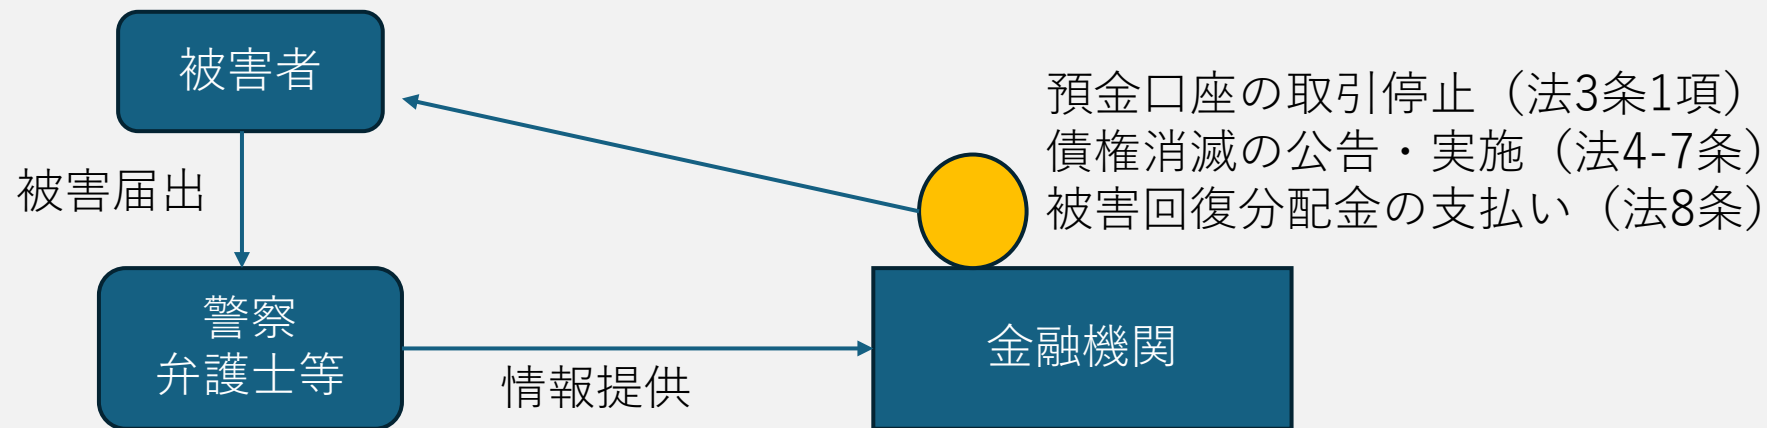 被害者
預金口座の取引停止（法3条1項）
債権消滅の公告・実施（法4-7条）
被害回復分配金の支払い（法8条）
被害届出
警察
弁護士等
情報提供
金融機関